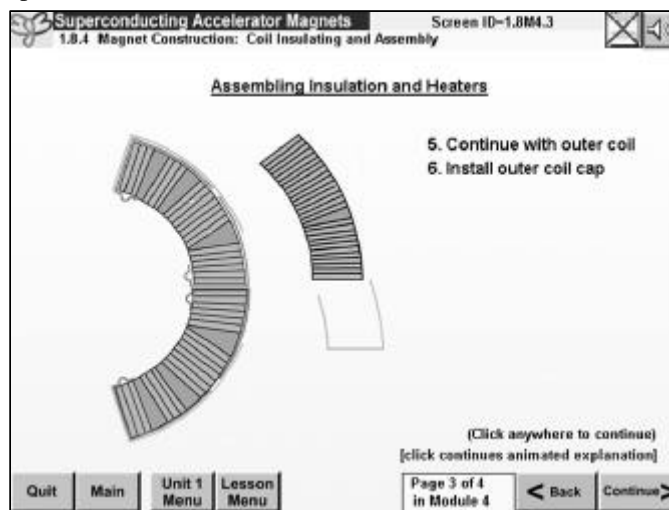 Superconducting Accelerator Magnets
Screen ID-1.8M4.3
1.8.4 Magnet Construction: Coil Insulating and Assembly
Assembling Insulation and Heaters
5. Continue with outer coil
6. Install outer coil cap
(Click anywhere to continue)
[click continues animated explanation]
Quit
Main
Unit 1
Menu
Lesson
Menu
Page 3 of 4
in Module 4
< Back
Continue>